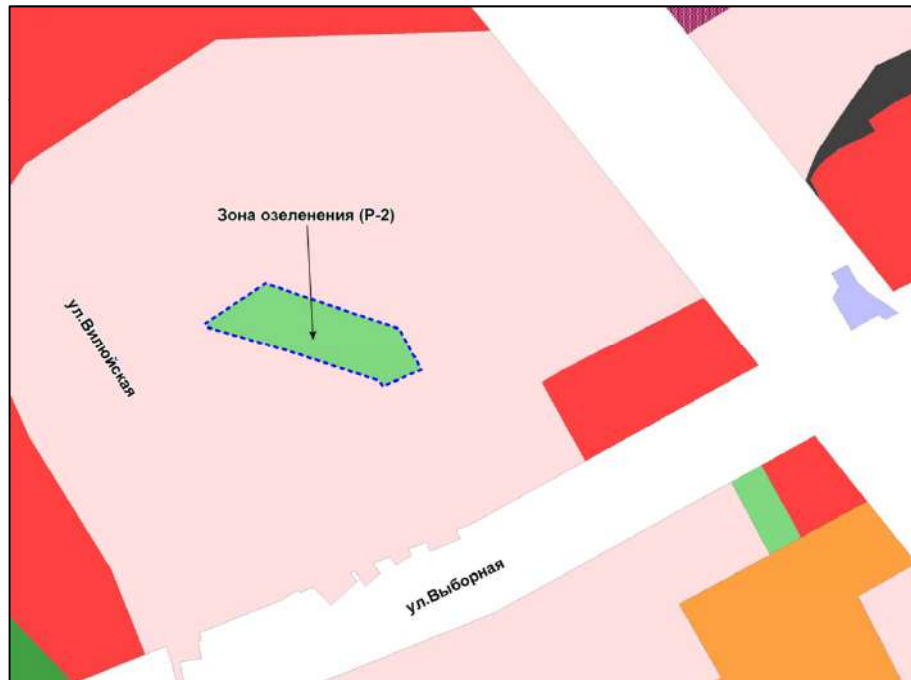 Зона озеленения (Р-2)
ул.Вилюйская
ул.Выборная